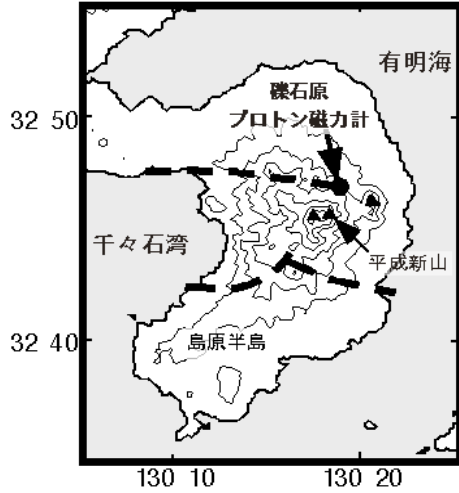 有明海
礫石原
プロトン磁力計
32 50
千々石湾
平成新山
32 40
島原半島
130 10
130 20